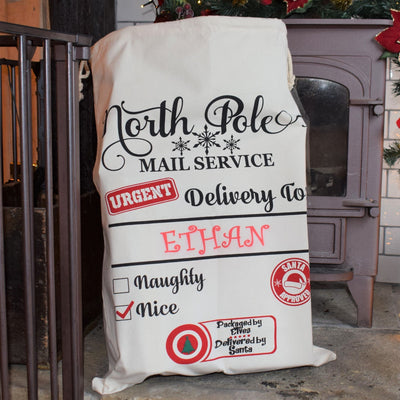 North Pole
MAIL SERVICE
URGENT Delivery To
ETHAN
Naughty
Nice
SANTA
APPROVED
Packaged by
Elves
Delivered by
Santa